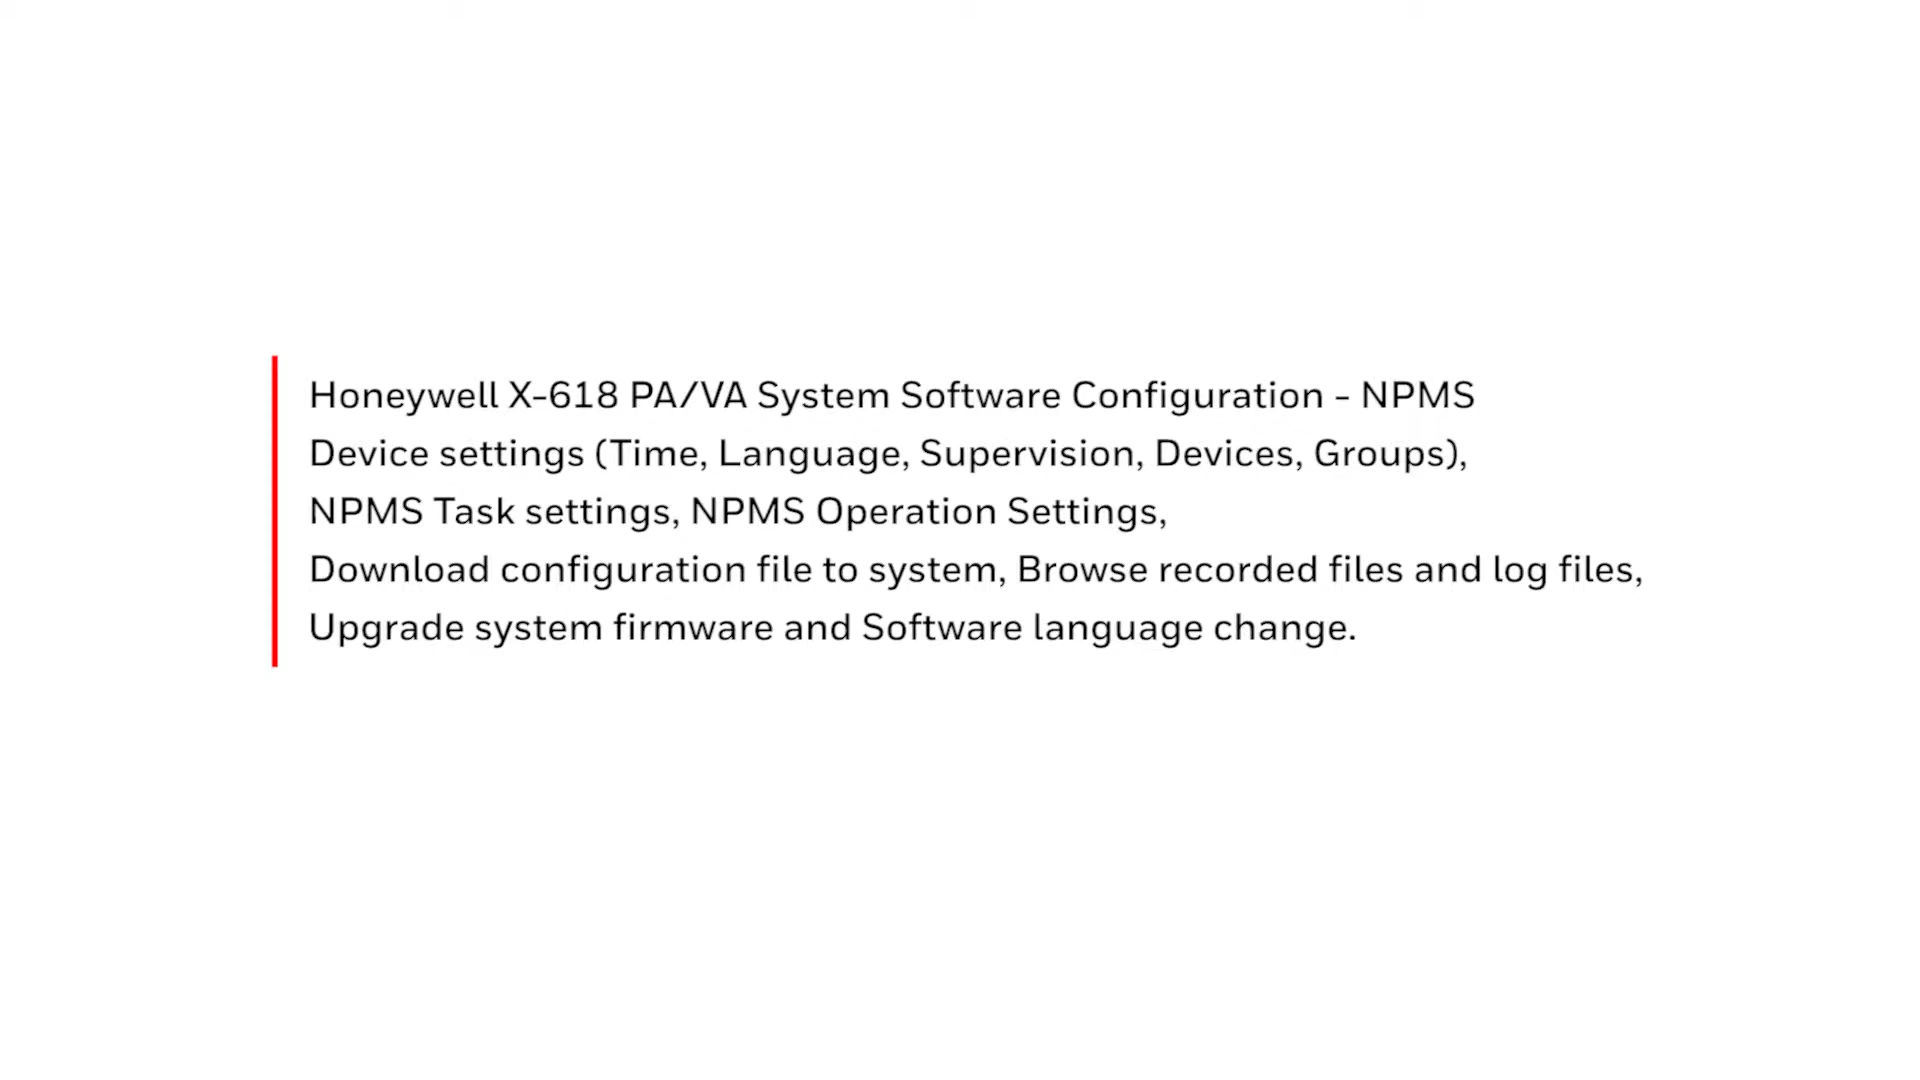 Honeywell X-618 PA/VA System Software Configuration - NPMS
Device settings (Time, Language, Supervision, Devices, Groups),
NPMS Task settings, NPMS Operation Settings,
Download configuration file to system, Browse recorded files and log files,
Upgrade system firmware and Software language change.